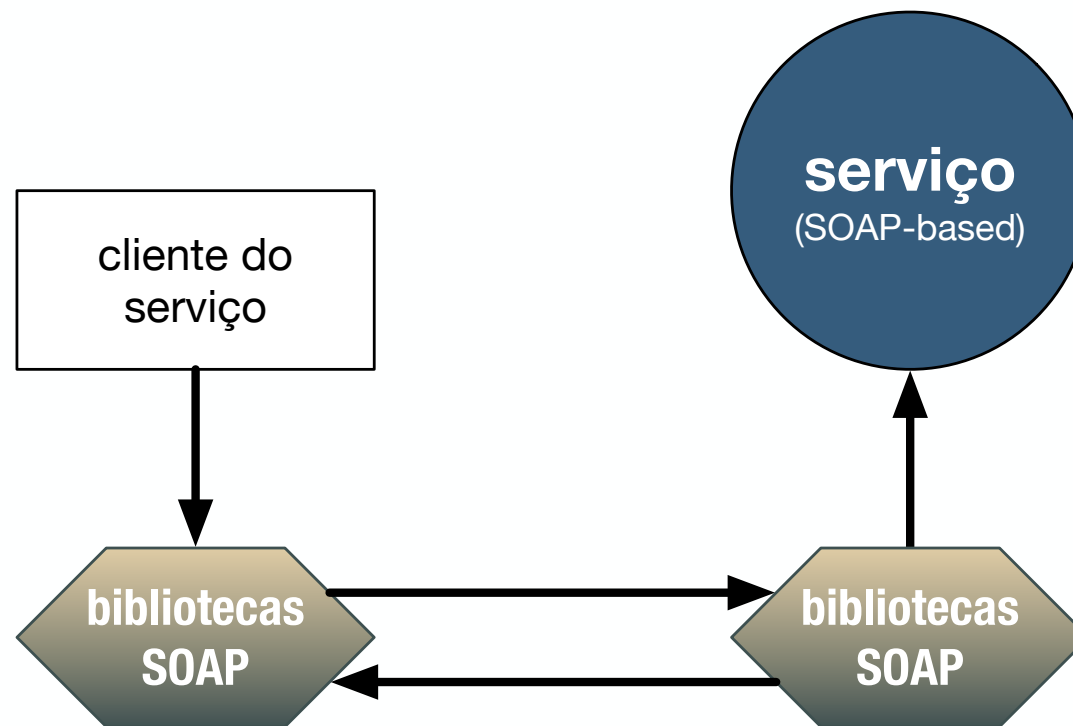 serviço
(SOAP-based)
cliente do
serviço
bibliotecas
SOAP
bibliotecas
SOAP